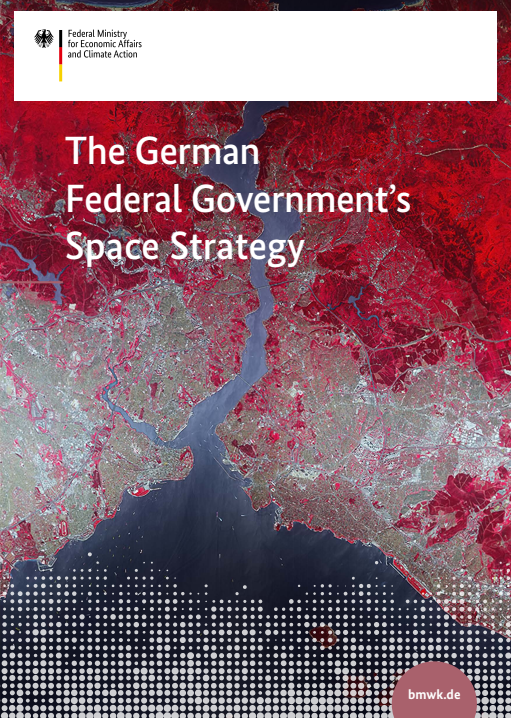 Federal Ministry
for Economic Affairs
and Climate Action
The German
Federal Government’s
Space Strategy
bmwk.de